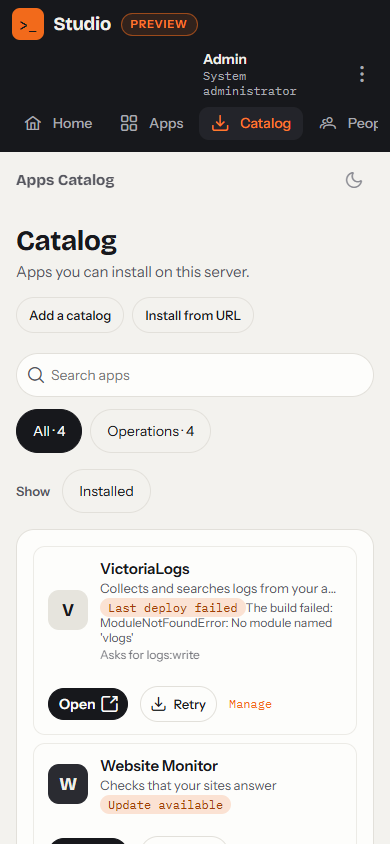 >_ Studio PREVIEW
Admin
System
administrator
Home Apps Catalog Peop
Apps Catalog
Catalog
Apps you can install on this server.
Add a catalog Install from URL
Search apps
All · 4 Operations · 4
Show Installed
VictoriaLogs
V Collects and searches logs from your a...
Last deploy failed The build failed:
ModuleNotFoundError: No module named
'vlogs'
Asks for logs:write
Open Retry Manage
Website Monitor
W Checks that your sites answer
Update available